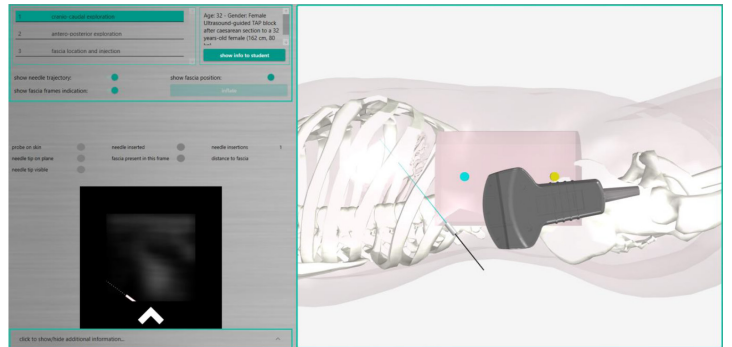 1 cranio-caudal exploration
2 antero-posterior exploration
3 fascia location and injection
Age: 32 - Gender: Female
Ultrasound-guided TAP block
after caesarean section to a 32
years-old female (162 cm, 80
show info to student
show needle trajectory:
show fascia position:
show fascia frames indication:
inflate
probe on skin
needle inserted
needle insertions
needle tip on plane
fascia present in this frame
distance to fascia
needle tip visible
click to show/hide additional information...